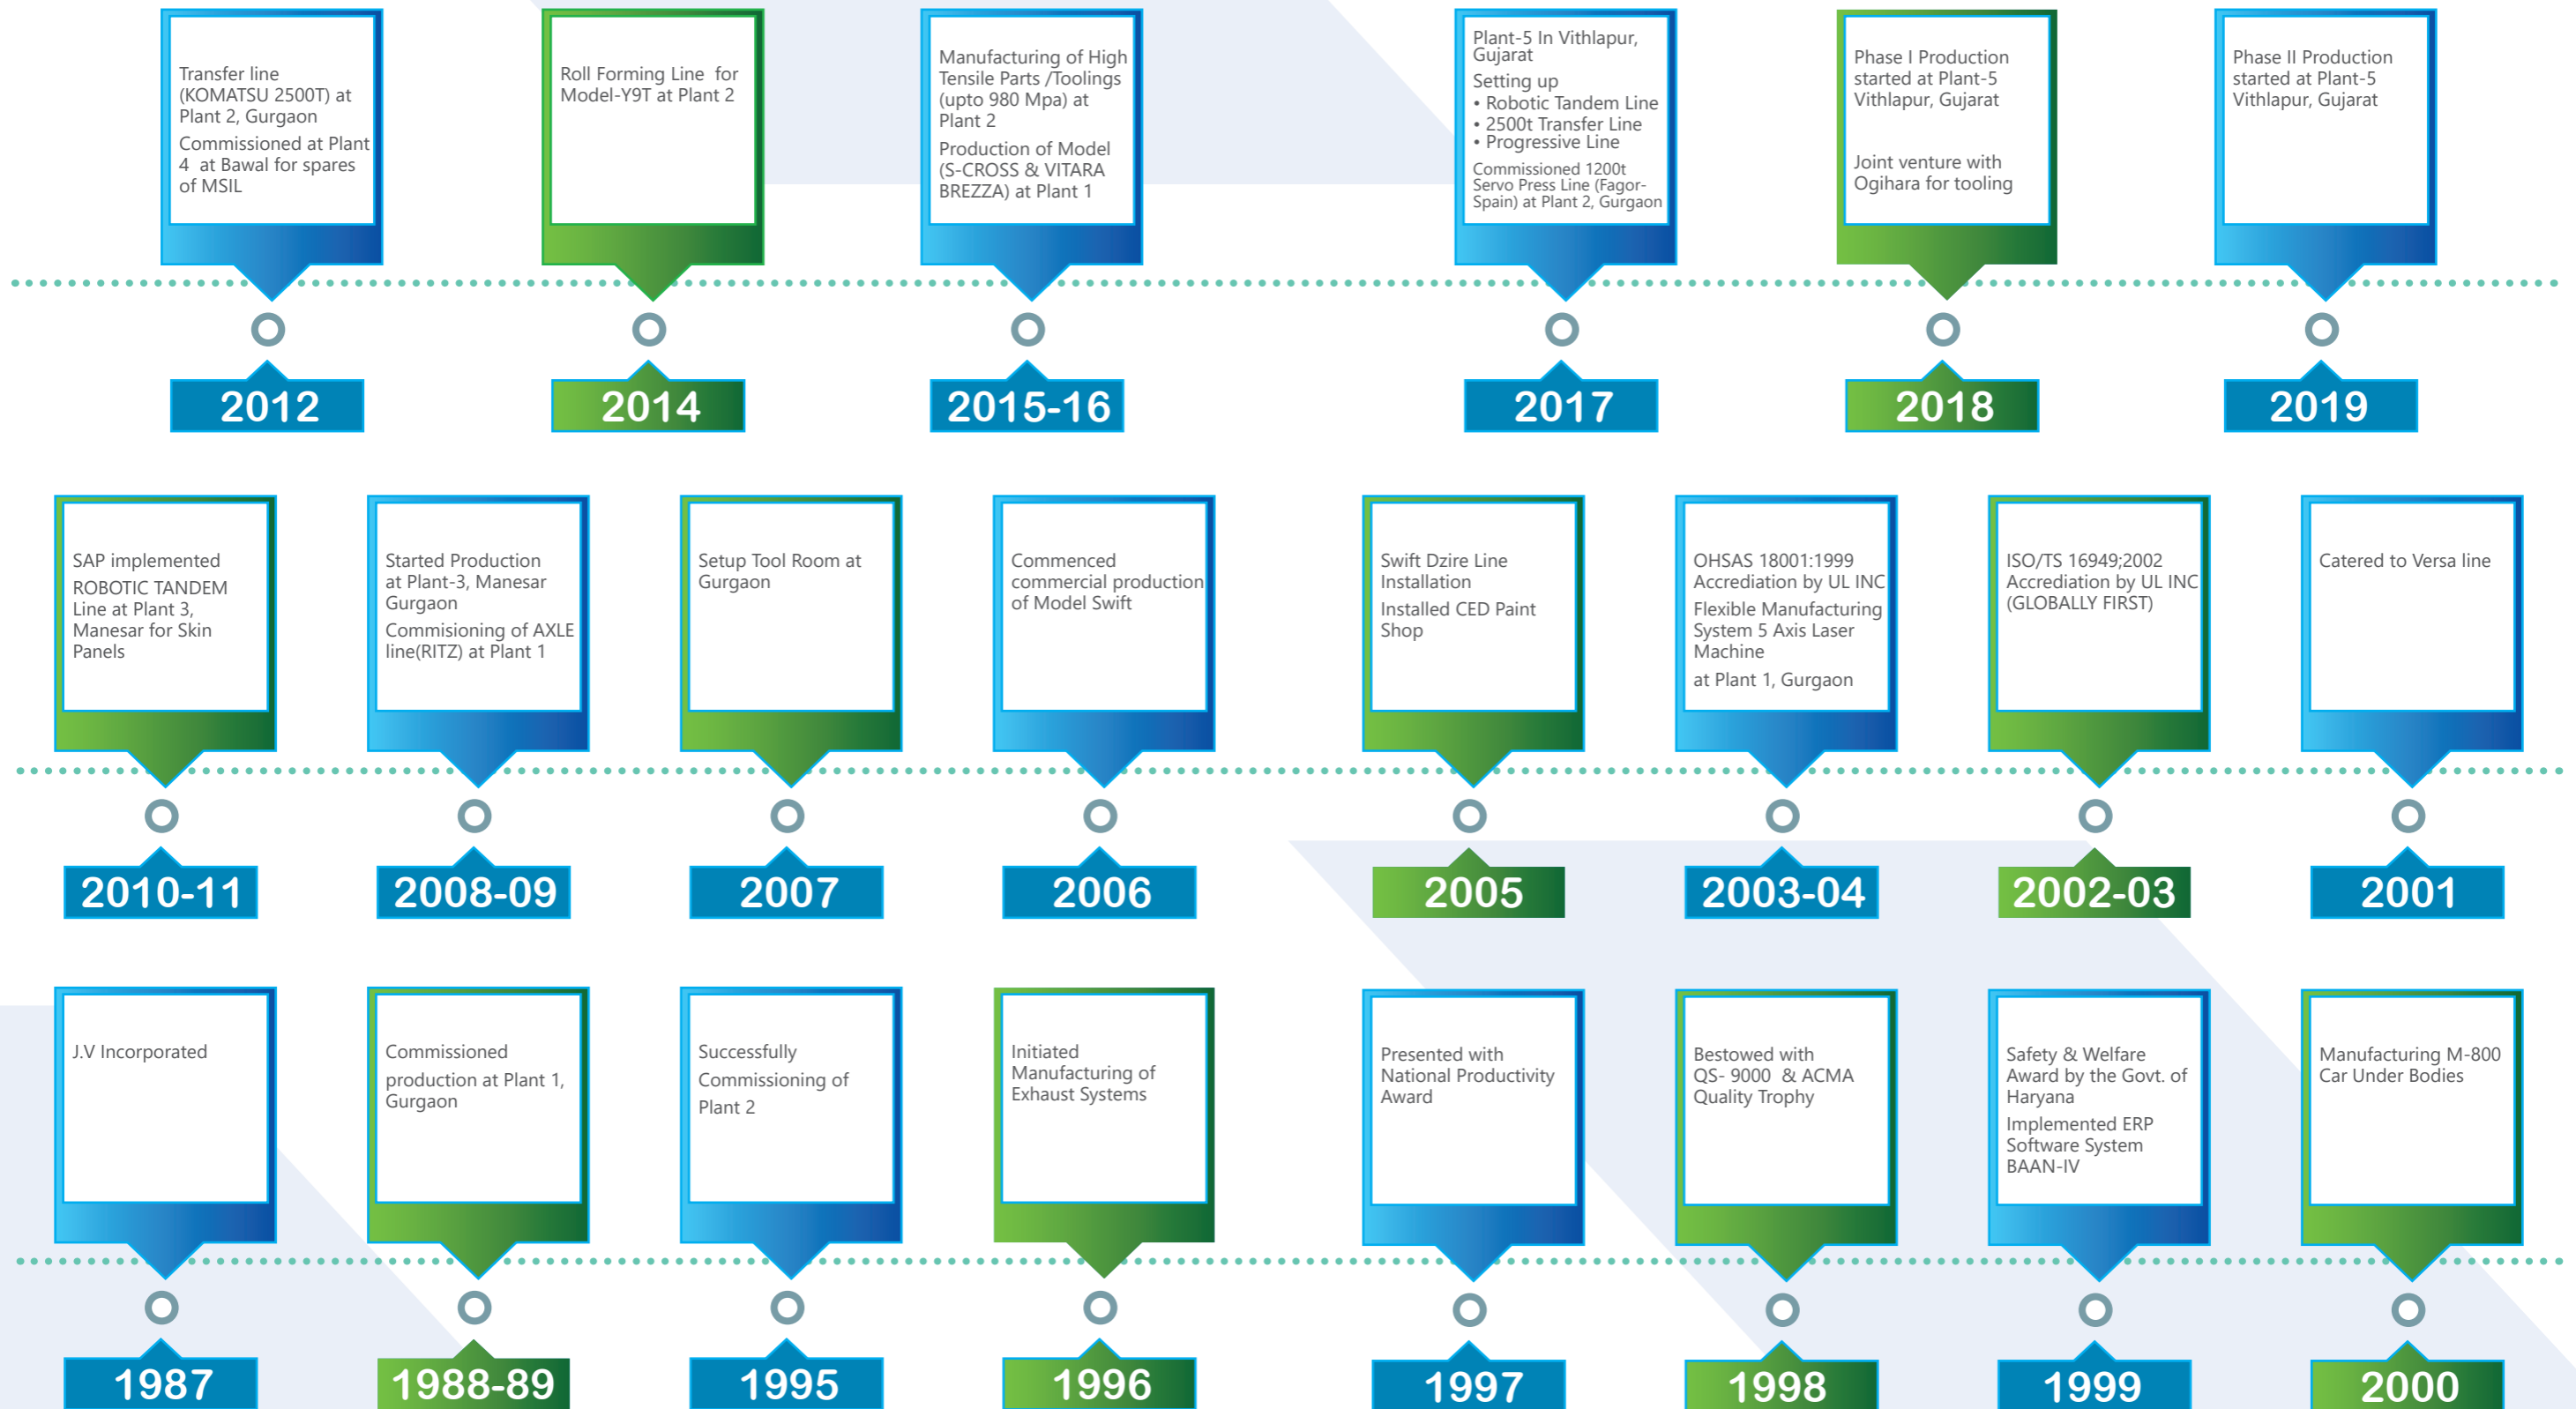 Transfer line
(KOMATSU 2500T) at
Plant 2, Gurgaon
Commissioned at Plant
4 at Bawal for spares
of MSIL
2012
Roll Forming Line for
Model-Y9T at Plant 2
2014
Manufacturing of High
Tensile Parts /Toolings
(upto 980 Mpa) at
Plant 2
Production of Model
(S-CROSS & VITARA
BREZZA) at Plant 1
2015-16
Plant-5 In Vithlapur,
Gujarat
Setting up
• Robotic Tandem Line
• 2500t Transfer Line
• Progressive Line
Commissioned 1200t
Servo Press Line (Fagor-
Spain) at Plant 2, Gurgaon
2017
Phase I Production
started at Plant-5
Vithlapur, Gujarat
Joint venture with
Ogihara for tooling
2018
Phase II Production
started at Plant-5
Vithlapur, Gujarat
2019
SAP implemented
ROBOTIC TANDEM
Line at Plant 3,
Manesar for Skin
Panels
2010-11
Started Production
at Plant-3, Manesar
Gurgaon
Commisioning of AXLE
line(RITZ) at Plant 1
2008-09
Setup Tool Room at
Gurgaon
2007
Commenced
commercial production
of Model Swift
2006
Swift Dzire Line
Installation
Installed CED Paint
Shop
2005
OHSAS 18001:1999
Accrediation by UL INC
Flexible Manufacturing
System 5 Axis Laser
Machine
at Plant 1, Gurgaon
2003-04
ISO/TS 16949;2002
Accrediation by UL INC
(GLOBALLY FIRST)
2002-03
Catered to Versa line
2001
J.V Incorporated
1987
Commissioned
production at Plant 1,
Gurgaon
1988-89
Successfully
Commissioning of
Plant 2
1995
Initiated
Manufacturing of
Exhaust Systems
1996
Presented with
National Productivity
Award
1997
Bestowed with
QS- 9000 & ACMA
Quality Trophy
1998
Safety & Welfare
Award by the Govt. of
Haryana
Implemented ERP
Software System
BAAN-IV
1999
Manufacturing M-800
Car Under Bodies
2000